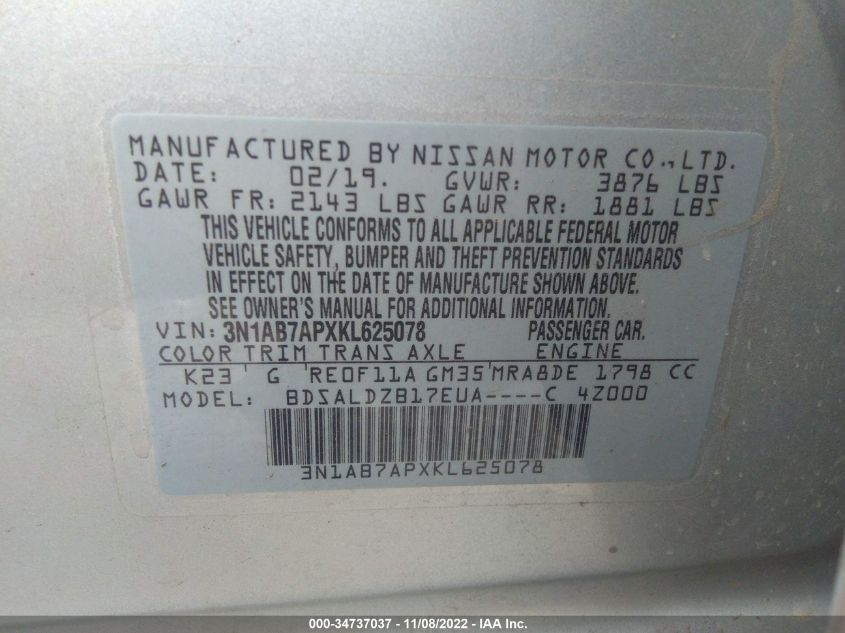 MANUFACTURED BY NISSAN MOTOR CO., LTD.
DATE: 02/19. GVWR: 3876 LBS
GAWR FR: 2143 LBS GAWR RR: 1881 LBS
THIS VEHICLE CONFORMS TO ALL APPLICABLE FEDERAL MOTOR
VEHICLE SAFETY, BUMPER AND THEFT PREVENTION STANDARDS
IN EFFECT ON THE DATE OF MANUFACTURE SHOWN ABOVE.
SEE OWNER'S MANUAL FOR ADDITIONAL INFORMATION.
VIN: 3N1AB7APXKL625078 PASSENGER CAR.
COLOR TRIM TRANS AXLE ENGINE
K23 G RE0F11A GM35 MRA8DE 1798 CC
MODEL: BDSALDZB17EUA----C 4Z000
3N1AB7APXKL625078
000-34737037 - 11/08/2022 - IAA Inc.